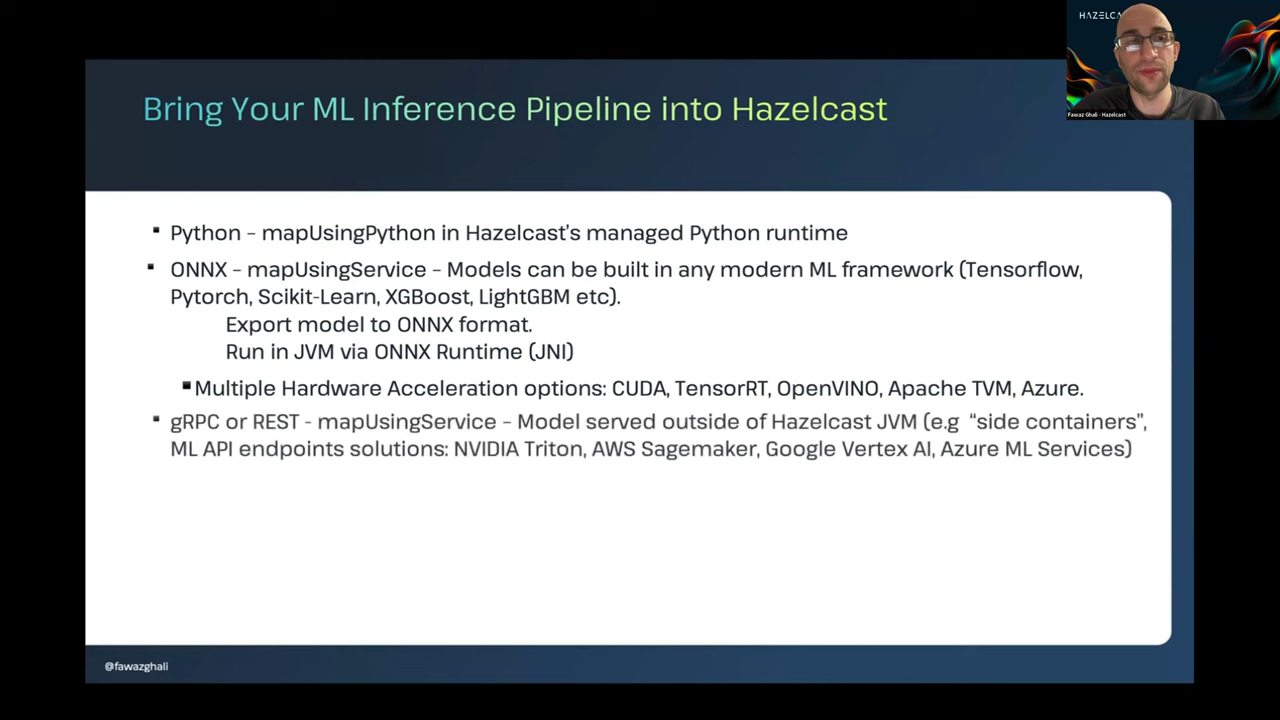 HAZELCA
Fawaz Ghali - Hazelcast
Bring Your ML Inference Pipeline into Hazelcast
▪ Python – mapUsingPython in Hazelcast's managed Python runtime
▪ ONNX – mapUsingService – Models can be built in any modern ML framework (Tensorflow,
Pytorch, Scikit-Learn, XGBoost, LightGBM etc).
Export model to ONNX format.
Run in JVM via ONNX Runtime (JNI)
▪Multiple Hardware Acceleration options: CUDA, TensorRT, OpenVINO, Apache TVM, Azure.
▪ gRPC or REST - mapUsingService – Model served outside of Hazelcast JVM (e.g “side containers”,
ML API endpoints solutions: NVIDIA Triton, AWS Sagemaker, Google Vertex AI, Azure ML Services)
@fawazghali